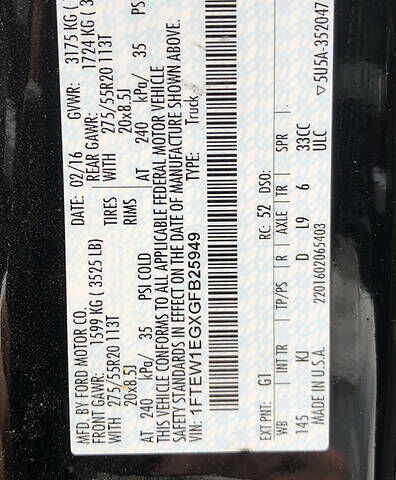 MFD. BY FORD MOTOR CO.
DATE: 02/16 GVWR: 3175 KG (
FRONT GAWR: 1599 KG (3525 LB) REAR GAWR: 1724 KG (3
WITH 275/55R20 113T TIRES WITH 275/55R20 113T
20x8.5J RIMS 20x8.5J
AT 240 kPa/ 35 PSI COLD AT 240 kPa/ 35 PS
THIS VEHICLE CONFORMS TO ALL APPLICABLE FEDERAL MOTOR VEHICLE
SAFETY STANDARDS IN EFFECT ON THE DATE OF MANUFACTURE SHOWN ABOVE.
VIN: 1FTEW1EGXGFB25949 TYPE: Truck
EXT PNT: G1 RC: 52 DSO:
WB INT TR TP/PS R AXLE TR SPR
145 KJ D L9 6 33CC
2201602065403 ULC
MADE IN U.S.A. ▽5U5A-352047